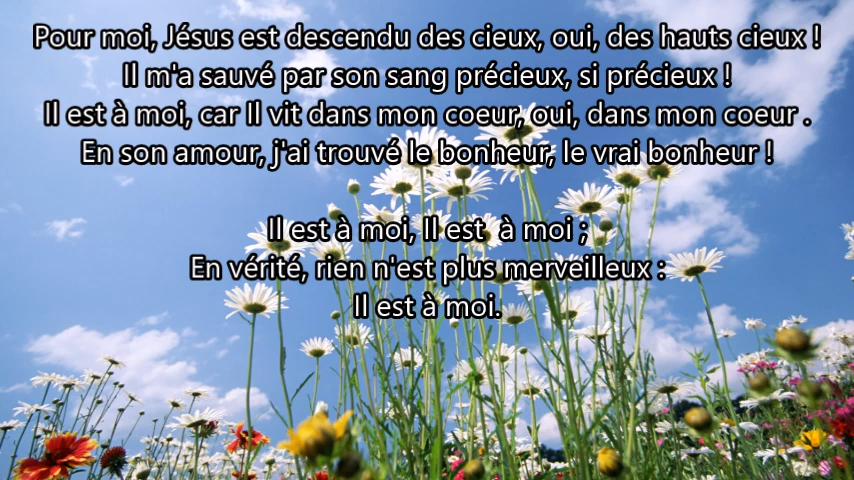 Pour moi, Jésus est descendu des cieux, oui, des hauts cieux !
Il m'a sauvé par son sang précieux, si précieux !
Il est à moi, car Il vit dans mon coeur, oui, dans mon coeur .
En son amour, j'ai trouvé le bonheur, le vrai bonheur !
Il est à moi, Il est  à moi ;
En vérité, rien n'est plus merveilleux :
Il est à moi.